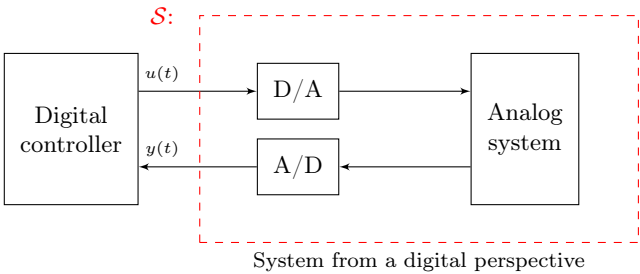 S:
u(t)
D/A
Digital
controller
Analog
system
y(t)
A/D
System from a digital perspective